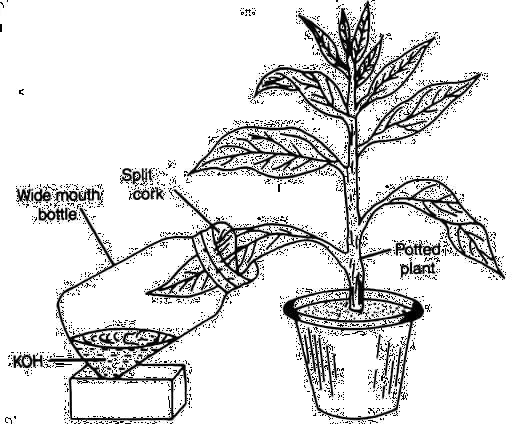 Split
cork
Wide mouth
bottle
Potted
plant
KOH